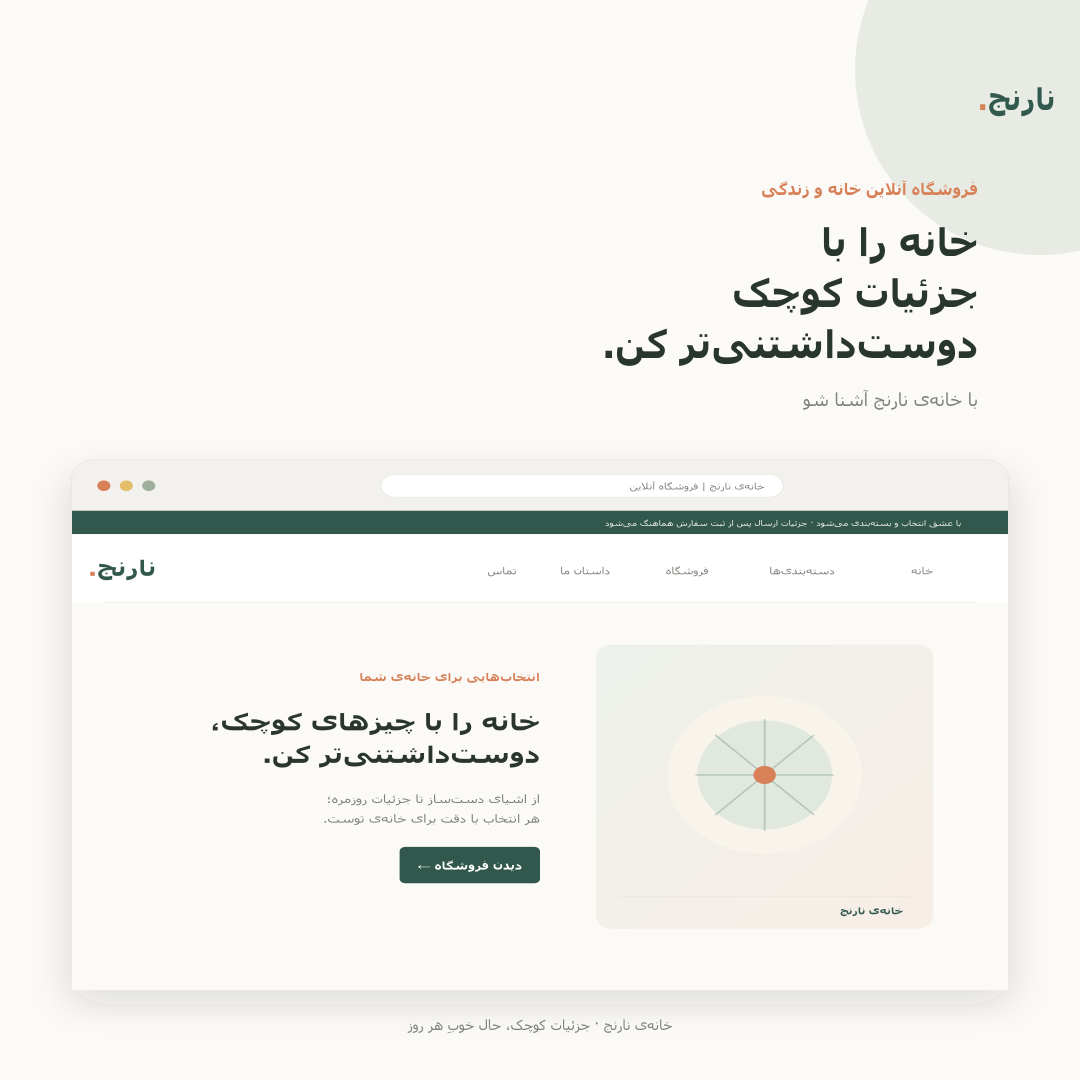 نارنج.
فروشگاه آنلاین خانه و زندگی
خانه را با
جزئیات کوچک
دوست‌داشتنی‌تر کن.
با خانه‌ی نارنج آشنا شو
خانه‌ی نارنج | فروشگاه آنلاین
با عشق انتخاب و بسته‌بندی می‌شود · جزئیات ارسال پس از ثبت سفارش هماهنگ می‌شود
خانه دسته‌بندی‌ها فروشگاه داستان ما تماس نارنج.
انتخاب‌هایی برای خانه‌ی شما
خانه را با چیزهای کوچک،
دوست‌داشتنی‌تر کن.
از اشیای دست‌ساز تا جزئیات روزمره؛
هر انتخاب با دقت برای خانه‌ی توست.
دیدن فروشگاه ←
خانه‌ی نارنج
خانه‌ی نارنج · جزئیات کوچک، حال خوبِ هر روز